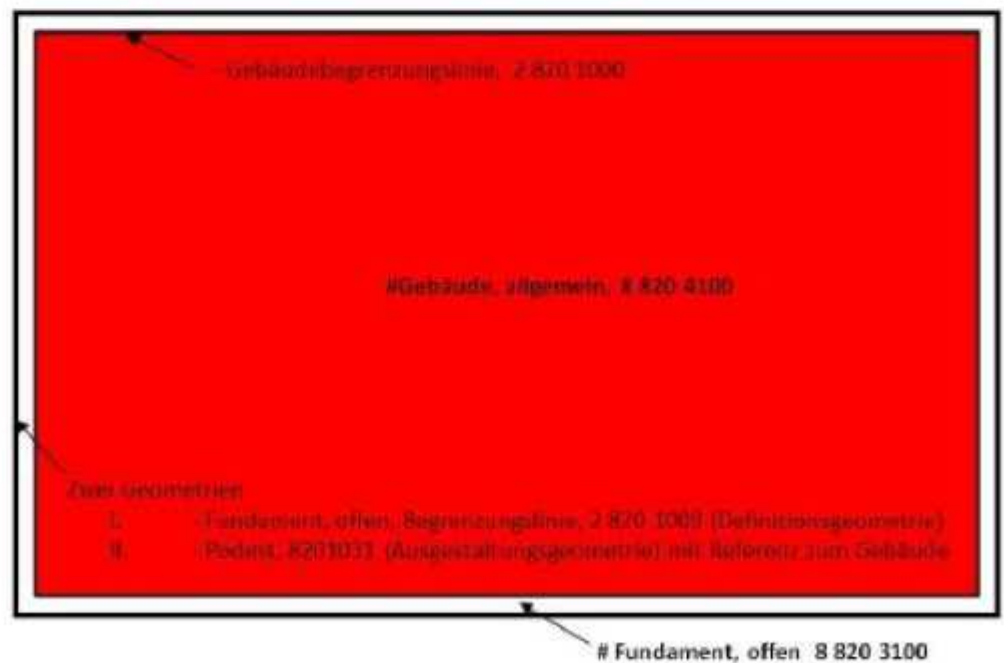 -Gebäudebegrenzungslinie, 2 820 1000
#Gebäude, allgemein, 8 820 4100
Zwei Geometrien
I. -Fundament, offen, Begrenzungslinie, 2 820 1009 (Definitionsgeometrie)
II. -Podest, 8201031 (Ausgestaltungsgeometrie) mit Referenz zum Gebäude
# Fundament, offen 8 820 3100